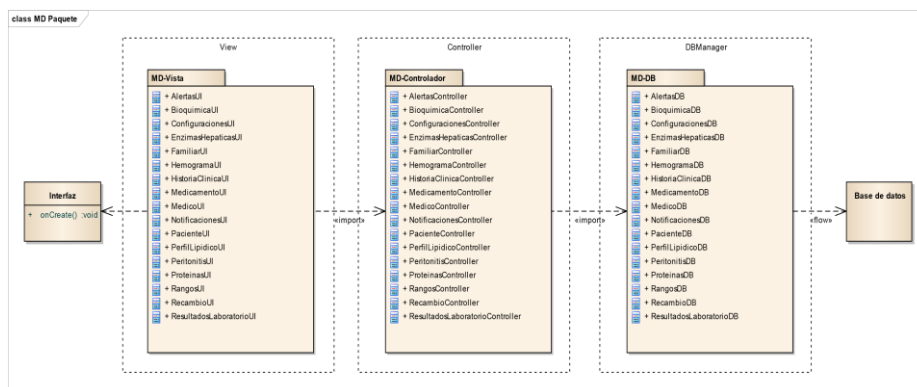 class MD Paquete
View
Controller
DBManager
MD-Vista
+ AlertasUI
+ BioquimicaUI
+ ConfiguracionesUI
+ EnzimasHepaticasUI
+ FamiliarUI
+ HemogramaUI
+ HistoriaClinicaUI
+ MedicamentoUI
+ MedicoUI
+ NotificacionesUI
+ PacienteUI
+ PerfilLipidicoUI
+ PeritonitisUI
+ ProteinasUI
+ RangosUI
+ RecambioUI
+ ResultadosLaboratorioUI
MD-Controlador
+ AlertasController
+ BioquimicaController
+ ConfiguracionesController
+ EnzimasHepaticasController
+ FamiliarController
+ HemogramaController
+ HistoriaClinicaController
+ MedicamentoController
+ MedicoController
+ NotificacionesController
+ PacienteController
+ PerfilLipidicoController
+ PeritonitisController
+ ProteinasController
+ RangosController
+ RecambioController
+ ResultadosLaboratorioController
MD-DB
+ AlertasDB
+ BioquimicaDB
+ ConfiguracionesDB
+ EnzimasHepaticasDB
+ FamiliarDB
+ HemogramaDB
+ HistoriaClinicaDB
+ MedicamentoDB
+ MedicoDB
+ NotificacionesDB
+ PacienteDB
+ PerfilLipidicoDB
+ PeritonitisDB
+ ProteinasDB
+ RangosDB
+ RecambioDB
+ ResultadosLaboratorioDB
Interfaz
+ onCreate() :void
«import»
«import»
«flow»
Base de datos